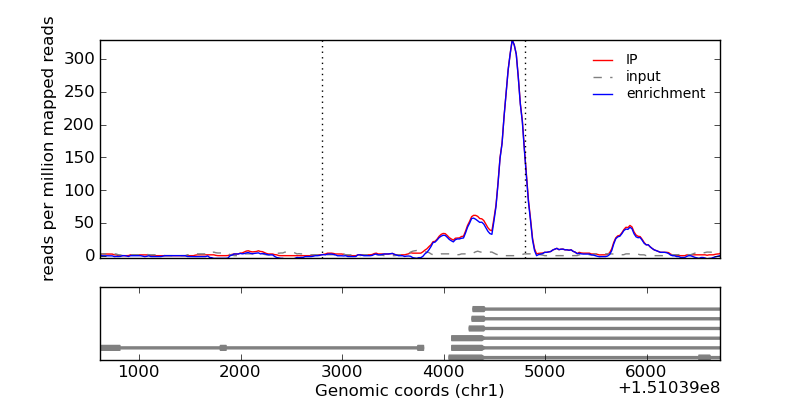 reads per million mapped reads
300
250
200
150
100
50
0
IP
input
enrichment
1000 2000 3000 4000 5000 6000
+1.51039e8
Genomic coords (chr1)